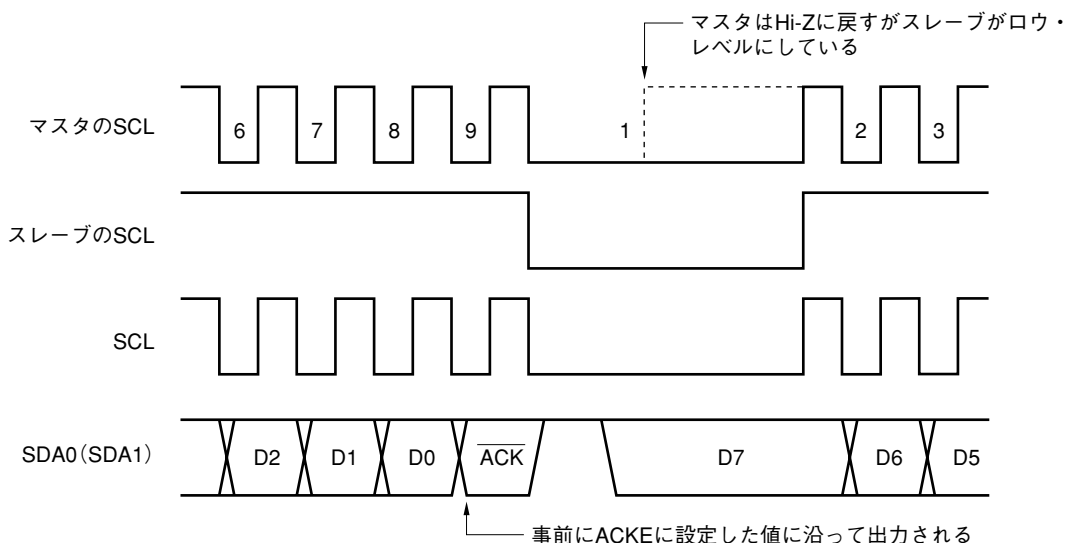 マスタはHi-Zに戻すがスレーブがロウ・
レベルにしている
マスタのSCL
6 7 8 9 1 2 3
スレーブのSCL
SCL
SDA0(SDA1)
D2 D1 D0 ACK D7 D6 D5
事前にACKEに設定した値に沿って出力される